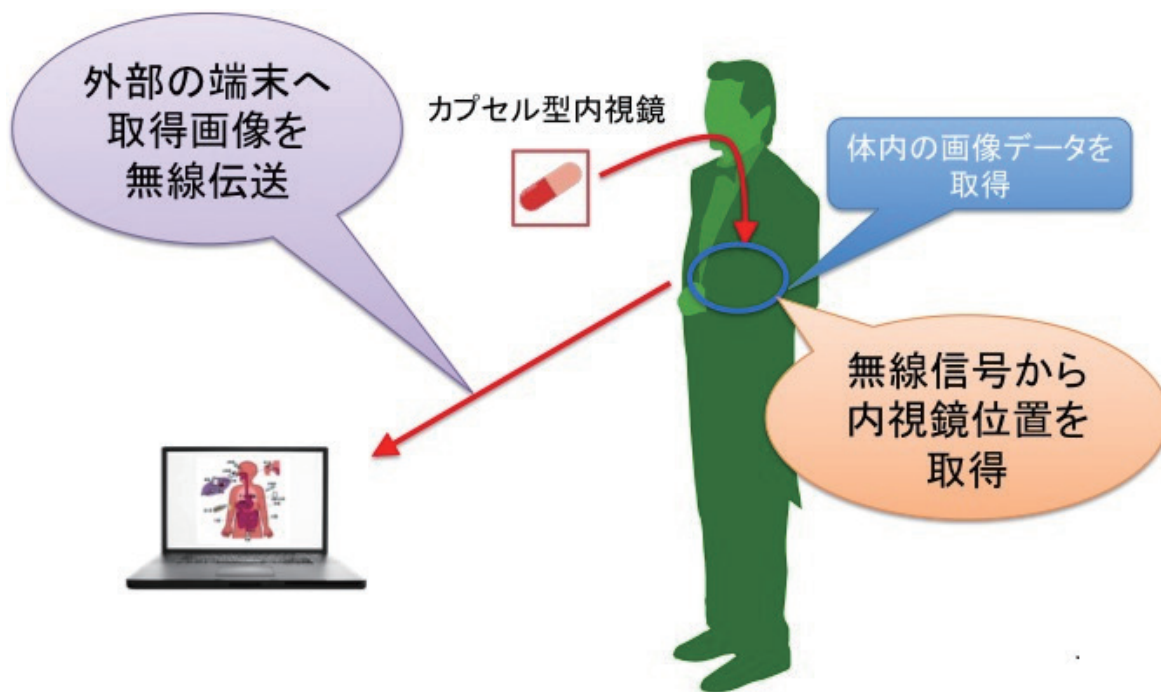 外部の端末へ
取得画像を
無線伝送
カプセル型内視鏡
体内の画像データを
取得
無線信号から
内視鏡位置を
取得